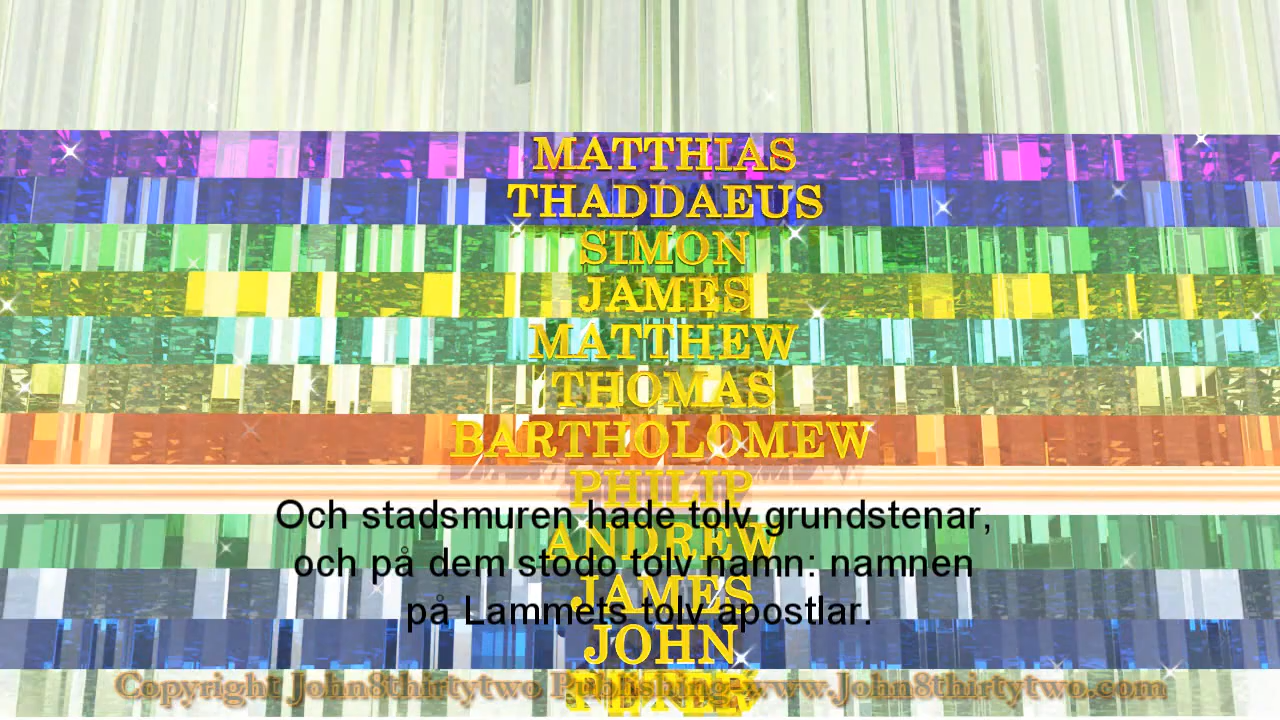 MATTHIAS
THADDAEUS
SIMON
JAMES
MATTHEW
THOMAS
BARTHOLOMEW
PHILIP
Och stadsmuren hade tolv grundstenar,
ANDREW
och på dem stodo tolv namn: namnen
JAMES
på Lammets tolv apostlar.
JOHN
Copyright John8thirtytwo Publishing-www.John8thirtytwo.com